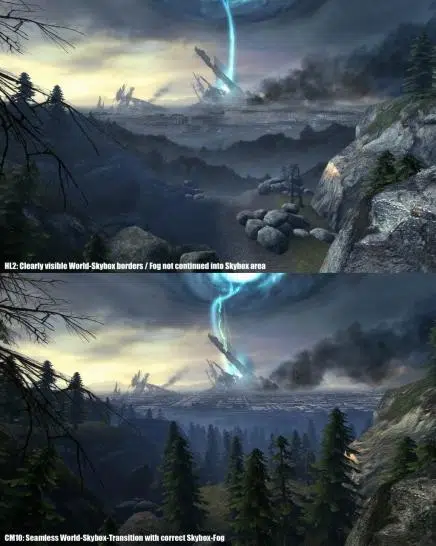 HL2: Clearly visible World-Skybox borders / Fog not continued into Skybox area
CM10: Seamless World-Skybox-Transition with correct Skybox-Fog